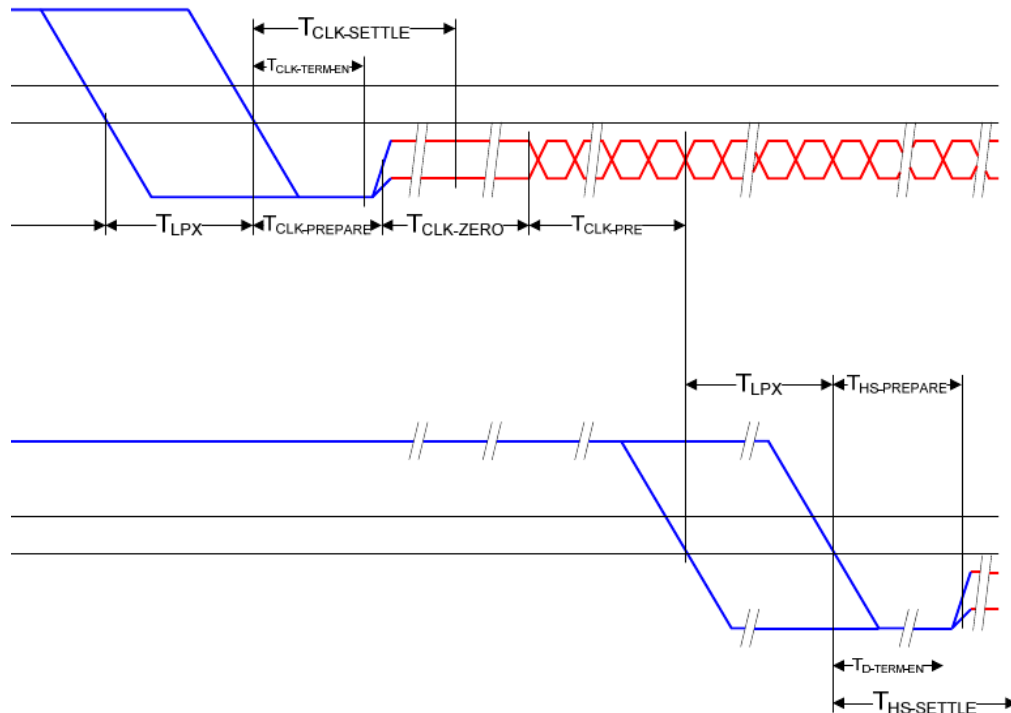 TCLK-SETTLE
TCLK-TERM-EN
TLPX
TCLK-PREPARE
TCLK-ZERO
TCLK-PRE
TLPX
THS-PREPARE
TD-TERM-EN
THS-SETTLE